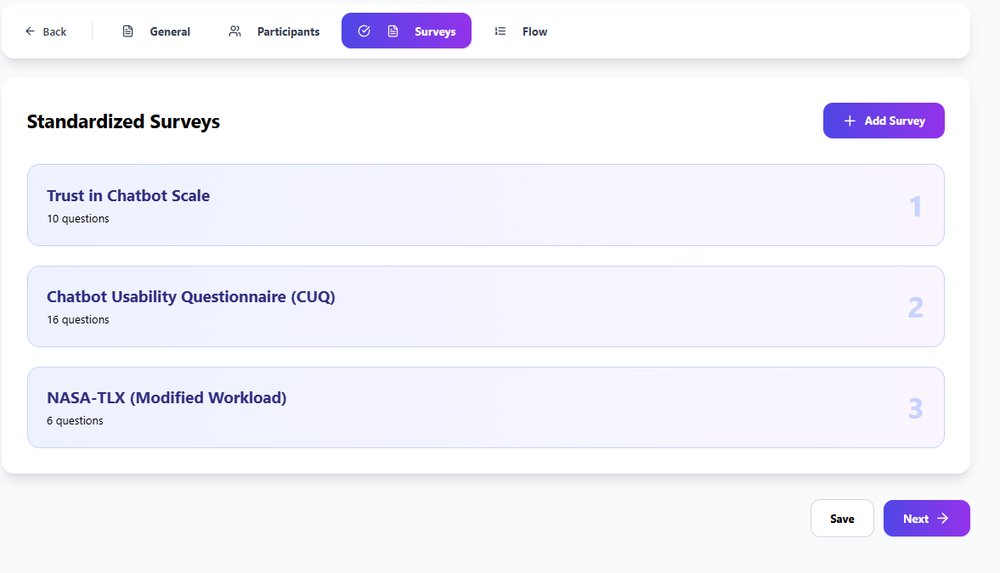 Back
General
Participants
Surveys
Flow
Standardized Surveys
Add Survey
Trust in Chatbot Scale
10 questions
1
Chatbot Usability Questionnaire (CUQ)
16 questions
2
NASA-TLX (Modified Workload)
6 questions
3
Save
Next